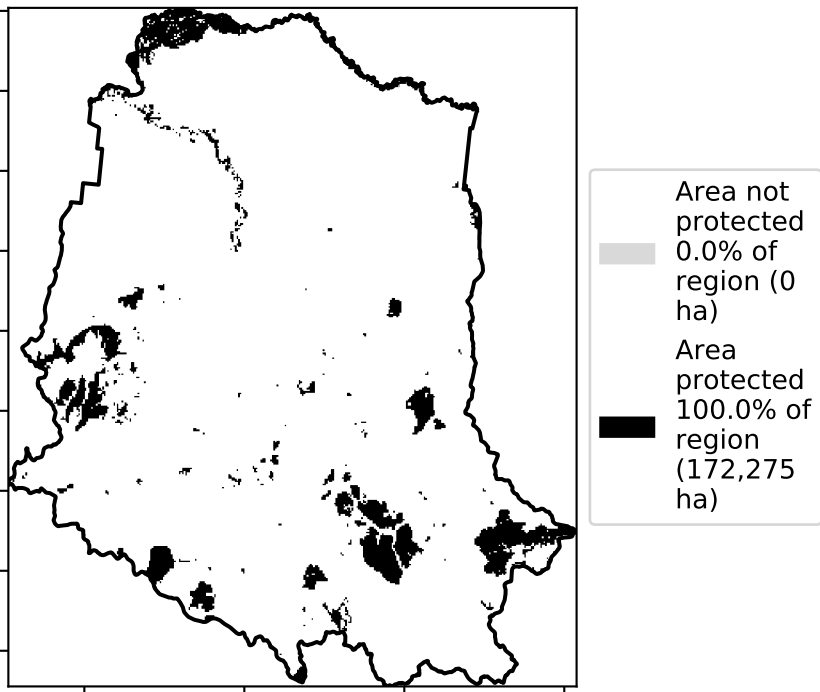 Area not
protected
0.0% of
region (0
ha)
Area
protected
100.0% of
region
(172,275
ha)